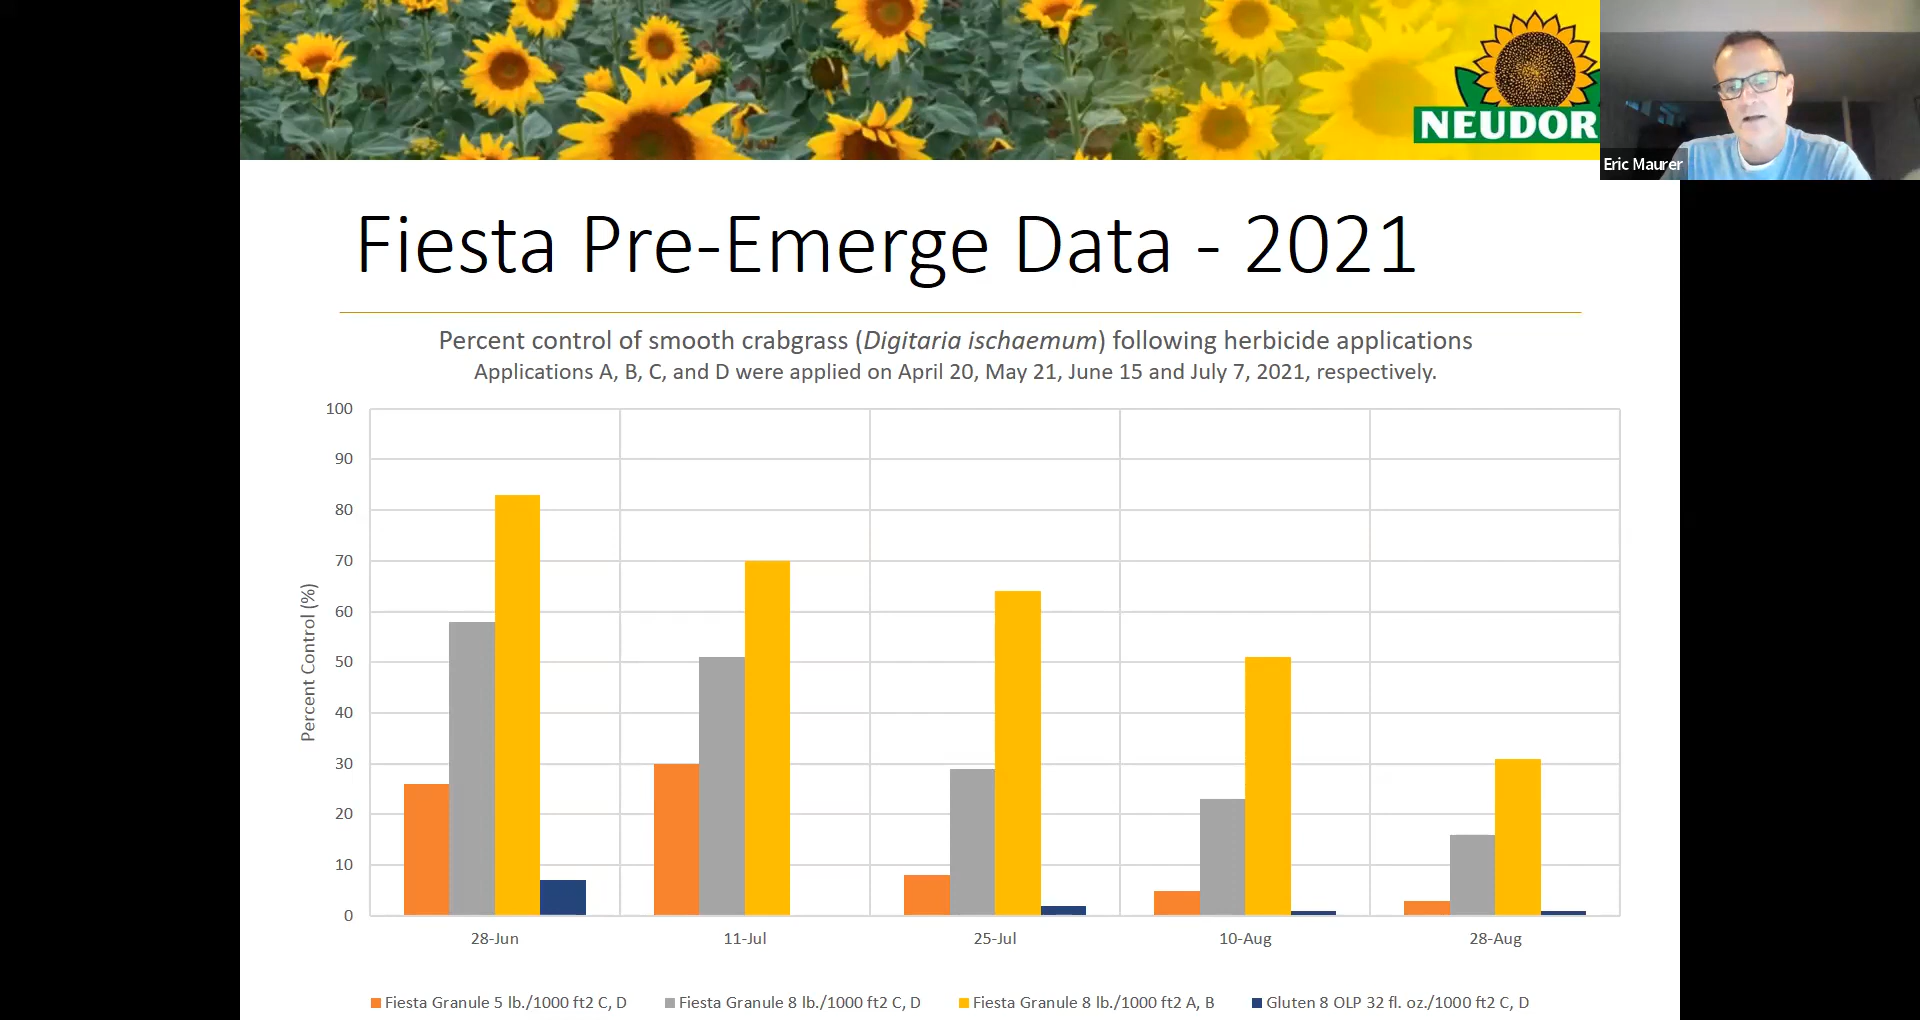 NEUDOR
Eric Maurer
Fiesta Pre-Emerge Data - 2021
Percent control of smooth crabgrass (Digitaria ischaemum) following herbicide applications
Applications A, B, C, and D were applied on April 20, May 21, June 15 and July 7, 2021, respectively.
Percent Control (%)
100
90
80
70
60
50
40
30
20
10
0
28-Jun 11-Jul 25-Jul 10-Aug 28-Aug
Fiesta Granule 5 lb./1000 ft2 C, D Fiesta Granule 8 lb./1000 ft2 C, D Fiesta Granule 8 lb./1000 ft2 A, B Gluten 8 OLP 32 fl. oz./1000 ft2 C, D